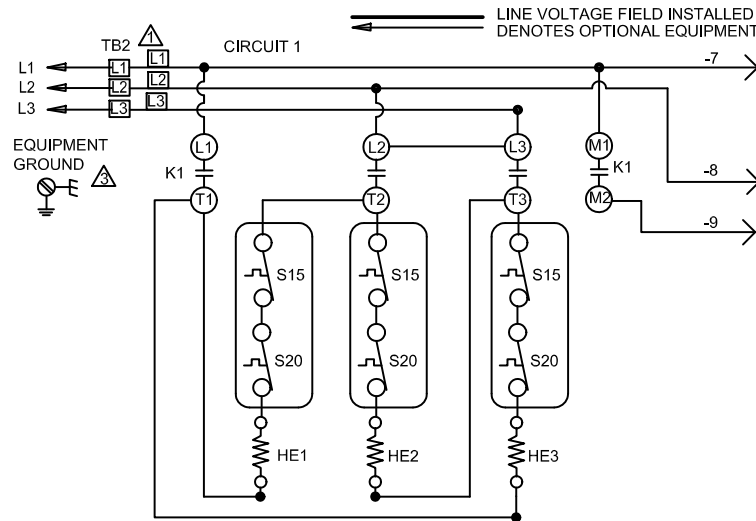 LINE VOLTAGE FIELD INSTALLED
DENOTES OPTIONAL EQUIPMENT
TB2 1 CIRCUIT 1
L1 L1 L1 -7
L2 L2 L2
L3 L3 L3
EQUIPMENT
GROUND 3
L1 L2 L3 M1
K1 K1
-8
T1 T2 T3 M2
-9
S15 S15 S15
S20 S20 S20
HE1 HE2 HE3